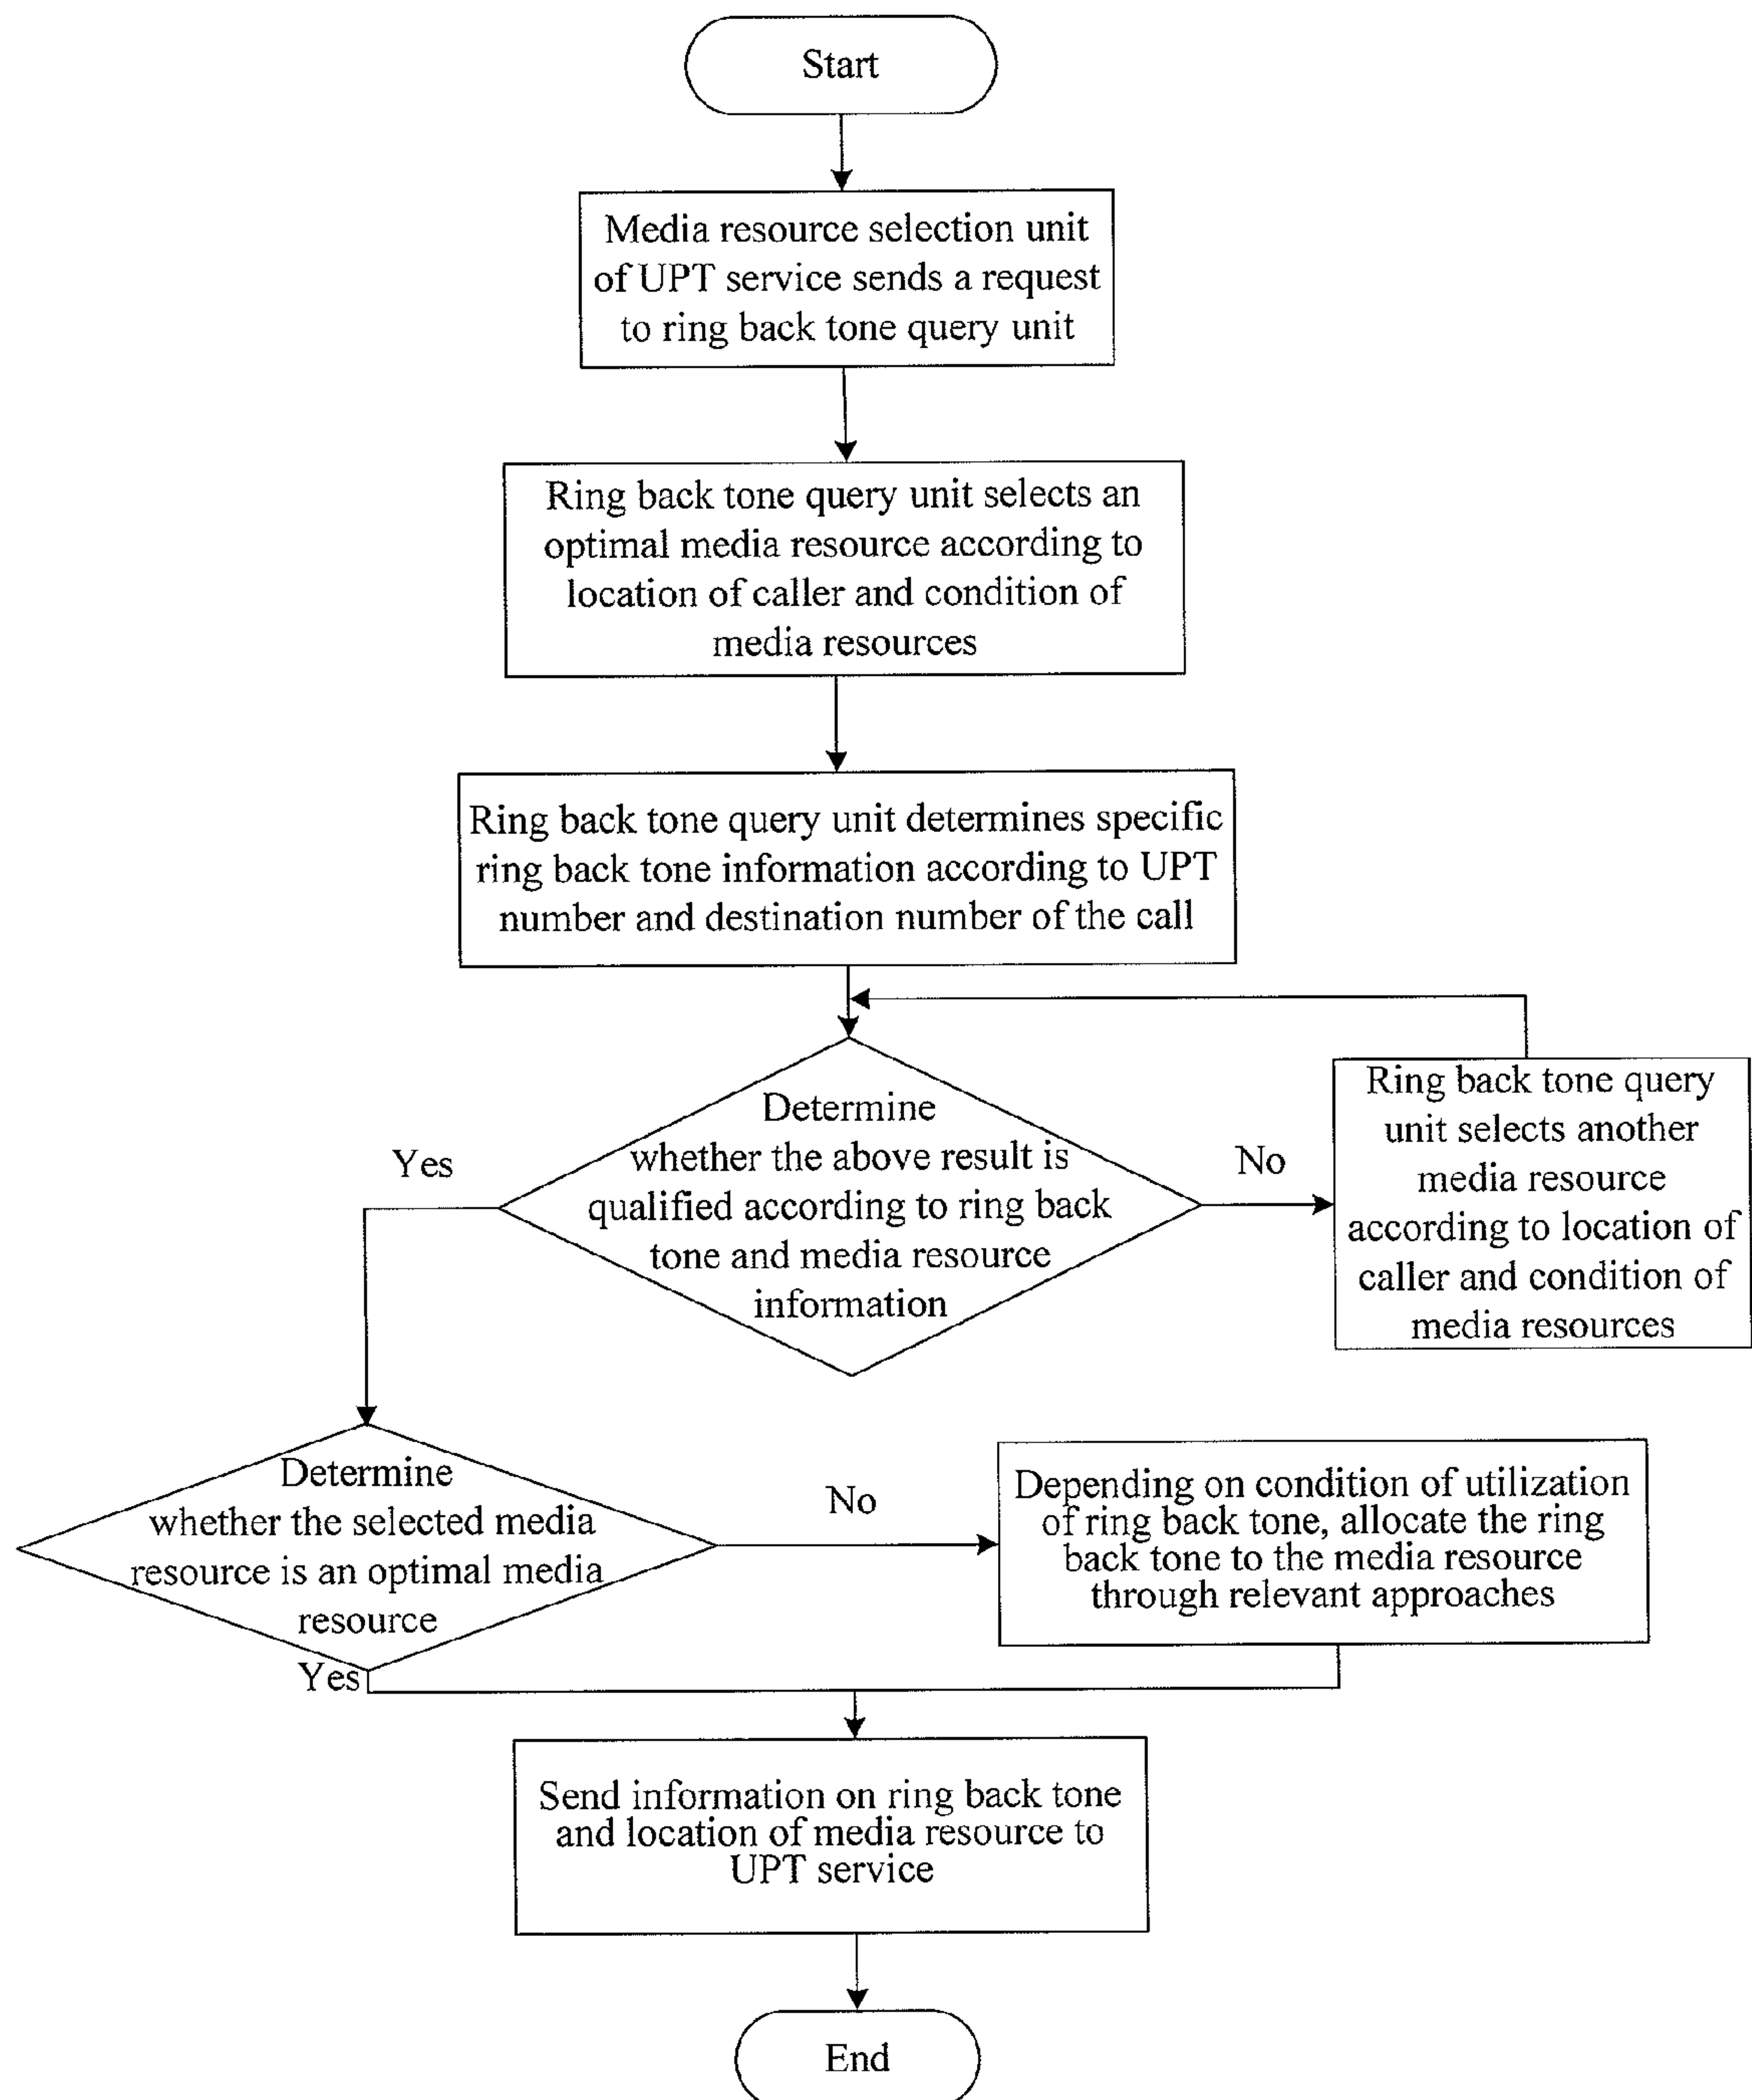 Start
Media resource selection unit
of UPT service sends a request
to ring back tone query unit
Ring back tone query unit selects an
optimal media resource according to
location of caller and condition of
media resources
Ring back tone query unit determines specific
ring back tone information according to UPT
number and destination number of the call
Determine
whether the above result is
qualified according to ring back
tone and media resource
information
Yes
No
Ring back tone query
unit selects another
media resource
according to location of
caller and condition of
media resources
Determine
whether the selected media
resource is an optimal media
resource
No
Yes
Depending on condition of utilization
of ring back tone, allocate the ring
back tone to the media resource
through relevant approaches
Send information on ring back tone
and location of media resource to
UPT service
End